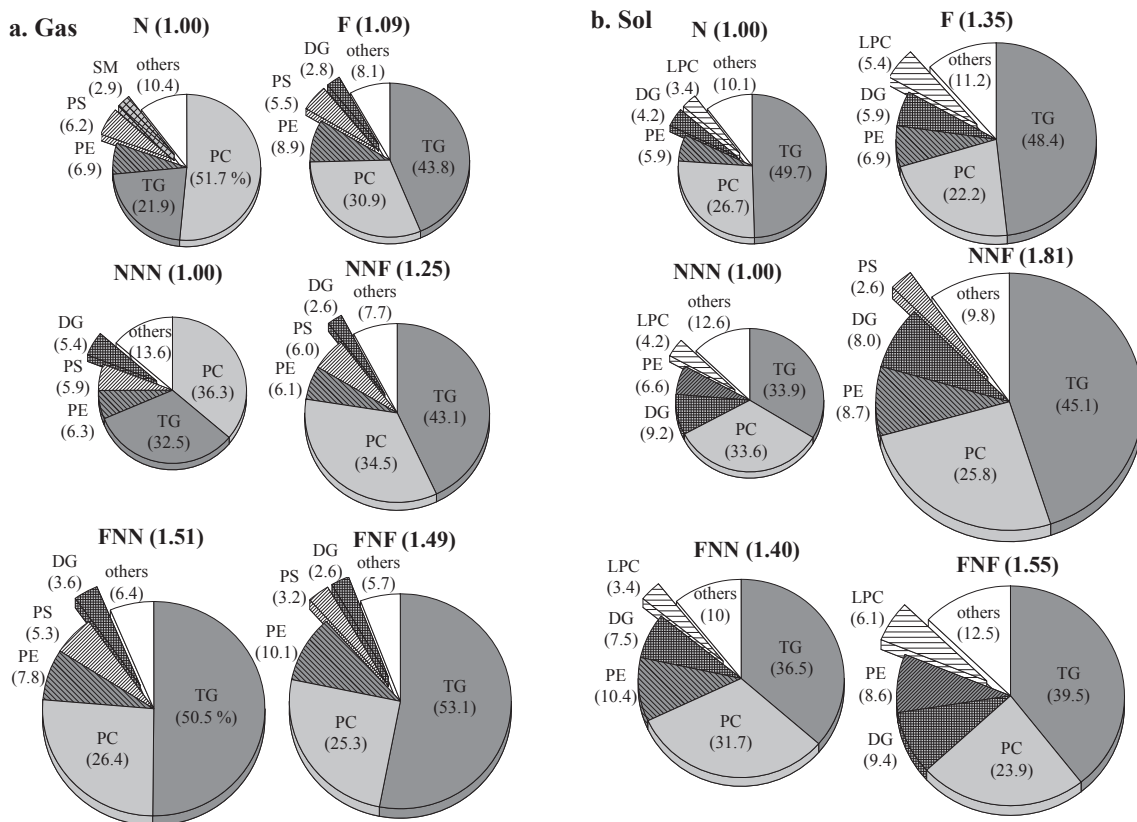 a. Gas
N (1.00)
SM
(2.9)
others
(10.4)
PS
(6.2)
PE
(6.9)
TG
(21.9)
PC
(51.7 %)
F (1.09)
DG
(2.8)
others
(8.1)
PS
(5.5)
PE
(8.9)
TG
(43.8)
PC
(30.9)
NNN (1.00)
DG
(5.4)
others
(13.6)
PS
(5.9)
PE
(6.3)
PC
(36.3)
TG
(32.5)
NNF (1.25)
DG
(2.6)
others
(7.7)
PS
(6.0)
PE
(6.1)
TG
(43.1)
PC
(34.5)
FNN (1.51)
DG
(3.6)
others
(6.4)
PS
(5.3)
PE
(7.8)
TG
(50.5 %)
PC
(26.4)
FNF (1.49)
DG
(2.6)
others
(5.7)
PS
(3.2)
PE
(10.1)
TG
(53.1)
PC
(25.3)
b. Sol
N (1.00)
LPC
(3.4)
others
(10.1)
DG
(4.2)
PE
(5.9)
TG
(49.7)
PC
(26.7)
F (1.35)
LPC
(5.4)
others
(11.2)
DG
(5.9)
PE
(6.9)
TG
(48.4)
PC
(22.2)
NNN (1.00)
LPC
(4.2)
others
(12.6)
PE
(6.6)
DG
(9.2)
TG
(33.9)
PC
(33.6)
NNF (1.81)
PS
(2.6)
others
(9.8)
DG
(8.0)
PE
(8.7)
TG
(45.1)
PC
(25.8)
FNN (1.40)
LPC
(3.4)
others
(10)
DG
(7.5)
PE
(10.4)
TG
(36.5)
PC
(31.7)
FNF (1.55)
LPC
(6.1)
others
(12.5)
PE
(8.6)
DG
(9.4)
TG
(39.5)
PC
(23.9)